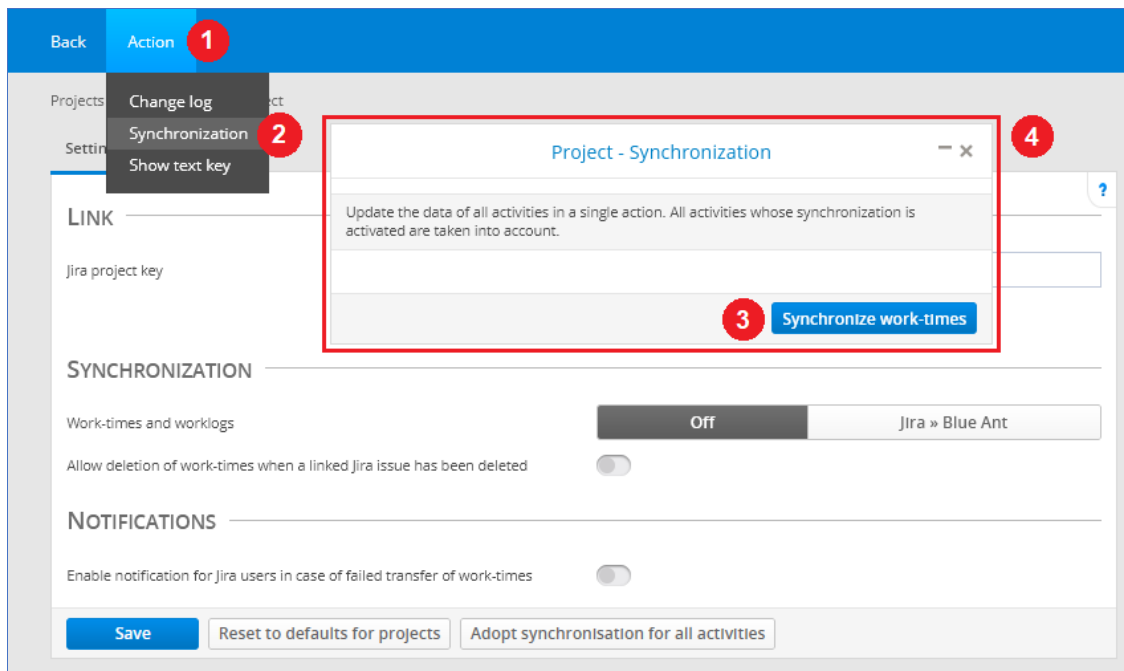 Back Action 1
Projects Change log ct
Settin Synchronization 2
Show text key
4
Project - Synchronization
?
LINK
Update the data of all activities in a single action. All activities whose synchronization is
activated are taken into account.
Jira project key
3 Synchronize work-times
SYNCHRONIZATION
Work-times and worklogs Off Jira » Blue Ant
Allow deletion of work-times when a linked Jira issue has been deleted
NOTIFICATIONS
Enable notification for Jira users in case of failed transfer of work-times
Save Reset to defaults for projects Adopt synchronisation for all activities